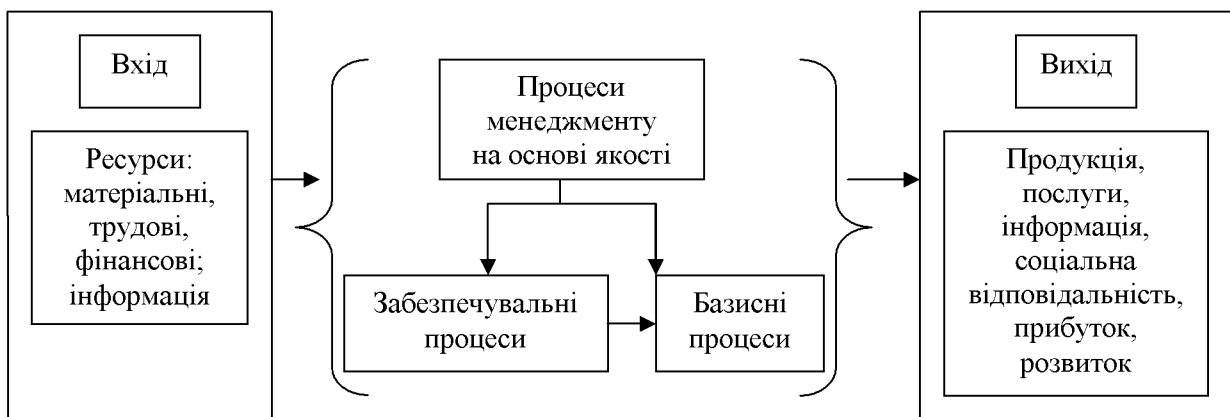 Вхід
Ресурси:
матеріальні,
трудові,
фінансові;
інформація
Процеси
менеджменту
на основі якості
Забезпечувальні
процеси
Базисні
процеси
Вихід
Продукція,
послуги,
інформація,
соціальна
відповідальність,
прибуток,
розвиток